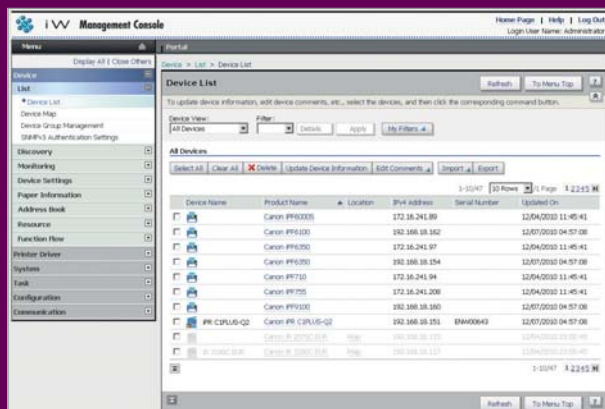 iW Management Console
Home Page | Help | Log Out
Login User Name: Administrator
Menu
Portal
Display All | Close Others
Device > List > Device List
Device
List
Device List
Device Map
Device Group Management
SNMPv3 Authentication Settings
Discovery
Monitoring
Device Settings
Paper Information
Address Book
Resource
Function Flow
Printer Driver
System
Task
Configuration
Communication
Device List
Refresh
To Menu Top
?
To update device information, edit device comments, etc., select the devices, and then click the corresponding command button.
Device View: Filter:
All Devices Details Apply My Filters
All Devices
Select All Clear All Delete Update Device Information Edit Comments Import Export
1-10/47 10 Rows /1 Page 1 2 3 4 5
Device Name Product Name Location IPv4 Address Serial Number Updated On
Canon iPF6000S 172.16.241.89 12/04/2010 11:45:41
Canon iPF6100 192.168.18.162 12/07/2010 04:57:08
Canon iPF6350 172.16.241.97 12/04/2010 11:45:41
Canon iPF6350 192.168.18.154 12/07/2010 04:57:08
Canon iPF710 172.16.241.94 12/04/2010 11:45:41
Canon iPF755 172.16.241.208 12/04/2010 11:45:41
Canon iPF9100 192.168.18.160 12/07/2010 04:57:08
iPR C1PLUS-Q2 Canon iPR C1PLUS-Q2 192.168.18.151 ENW00643 12/07/2010 04:57:08
Map
Map
1-10/47 1 2 3 4 5
Refresh
To Menu Top
?